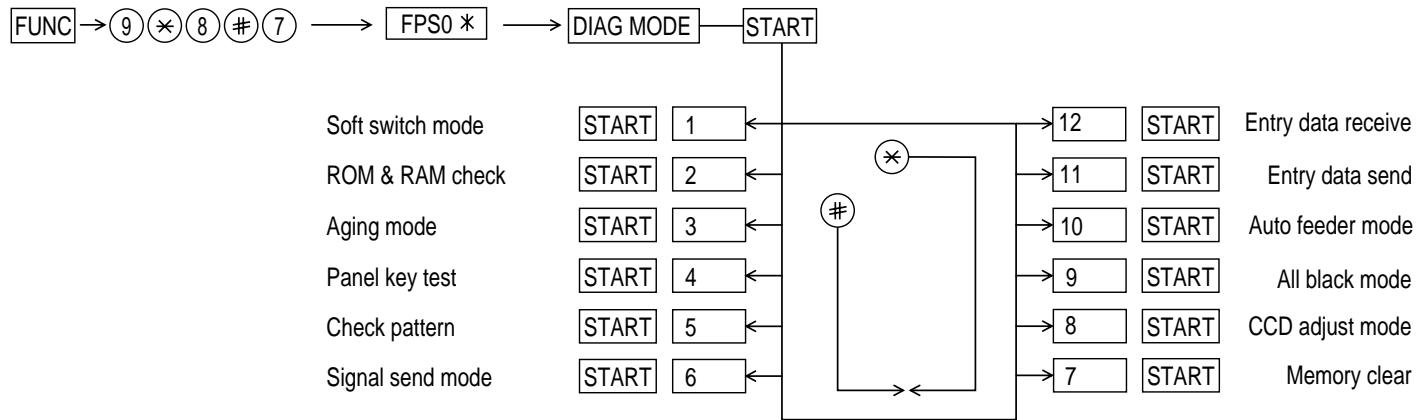 FUNC 9 * 8 # 7 FPS0 * DIAG MODE START
Soft switch mode START 1 12 START Entry data receive
* 
ROM & RAM check START 2 11 START Entry data send
#
Aging mode START 3 10 START Auto feeder mode
Panel key test START 4 9 START All black mode
Check pattern START 5 8 START CCD adjust mode
Signal send mode START 6 7 START Memory clear